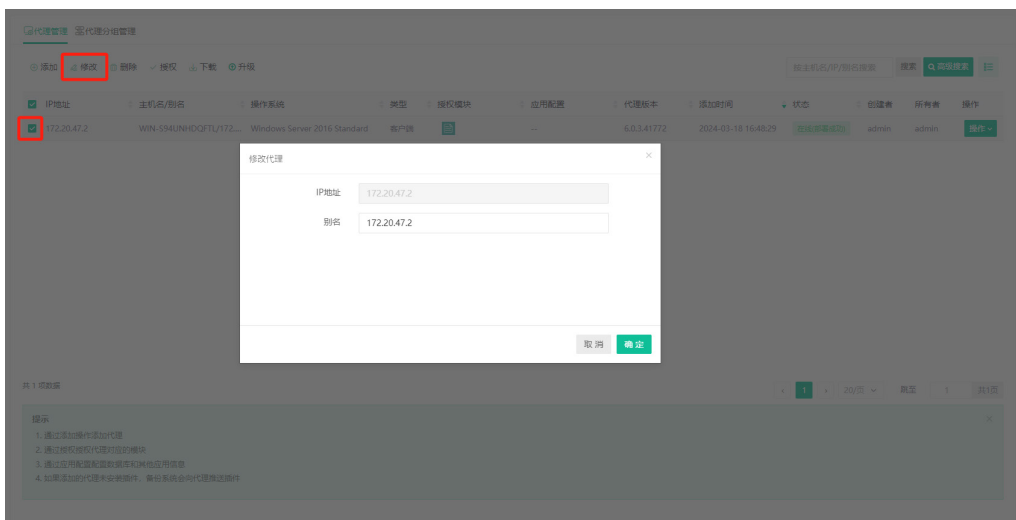 代理管理 代理分组管理
添加 修改 删除 授权 下载 升级 按主机名/IP/别名搜索 搜索 高级搜索
IP地址 主机名/别名 操作系统 类型 授权模块 应用配置 代理版本 添加时间 状态 创建者 所有者 操作
172.20.47.2 WIN-S94UNHDQFTL/172.... Windows Server 2016 Standard 客户端 -- 6.0.3.41772 2024-03-18 16:48:29 admin admin 操作
修改代理
IP地址 172.20.47.2
别名 172.20.47.2
取消 确定
共 1 项数据 1 20/页 跳至 1 共1页
提示
1. 通过添加操作添加代理
2. 通过授权授权代理对应的模块
3. 通过应用配置配置数据库和其他应用信息
4. 如果添加的代理未安装插件，备份系统会向代理推送插件